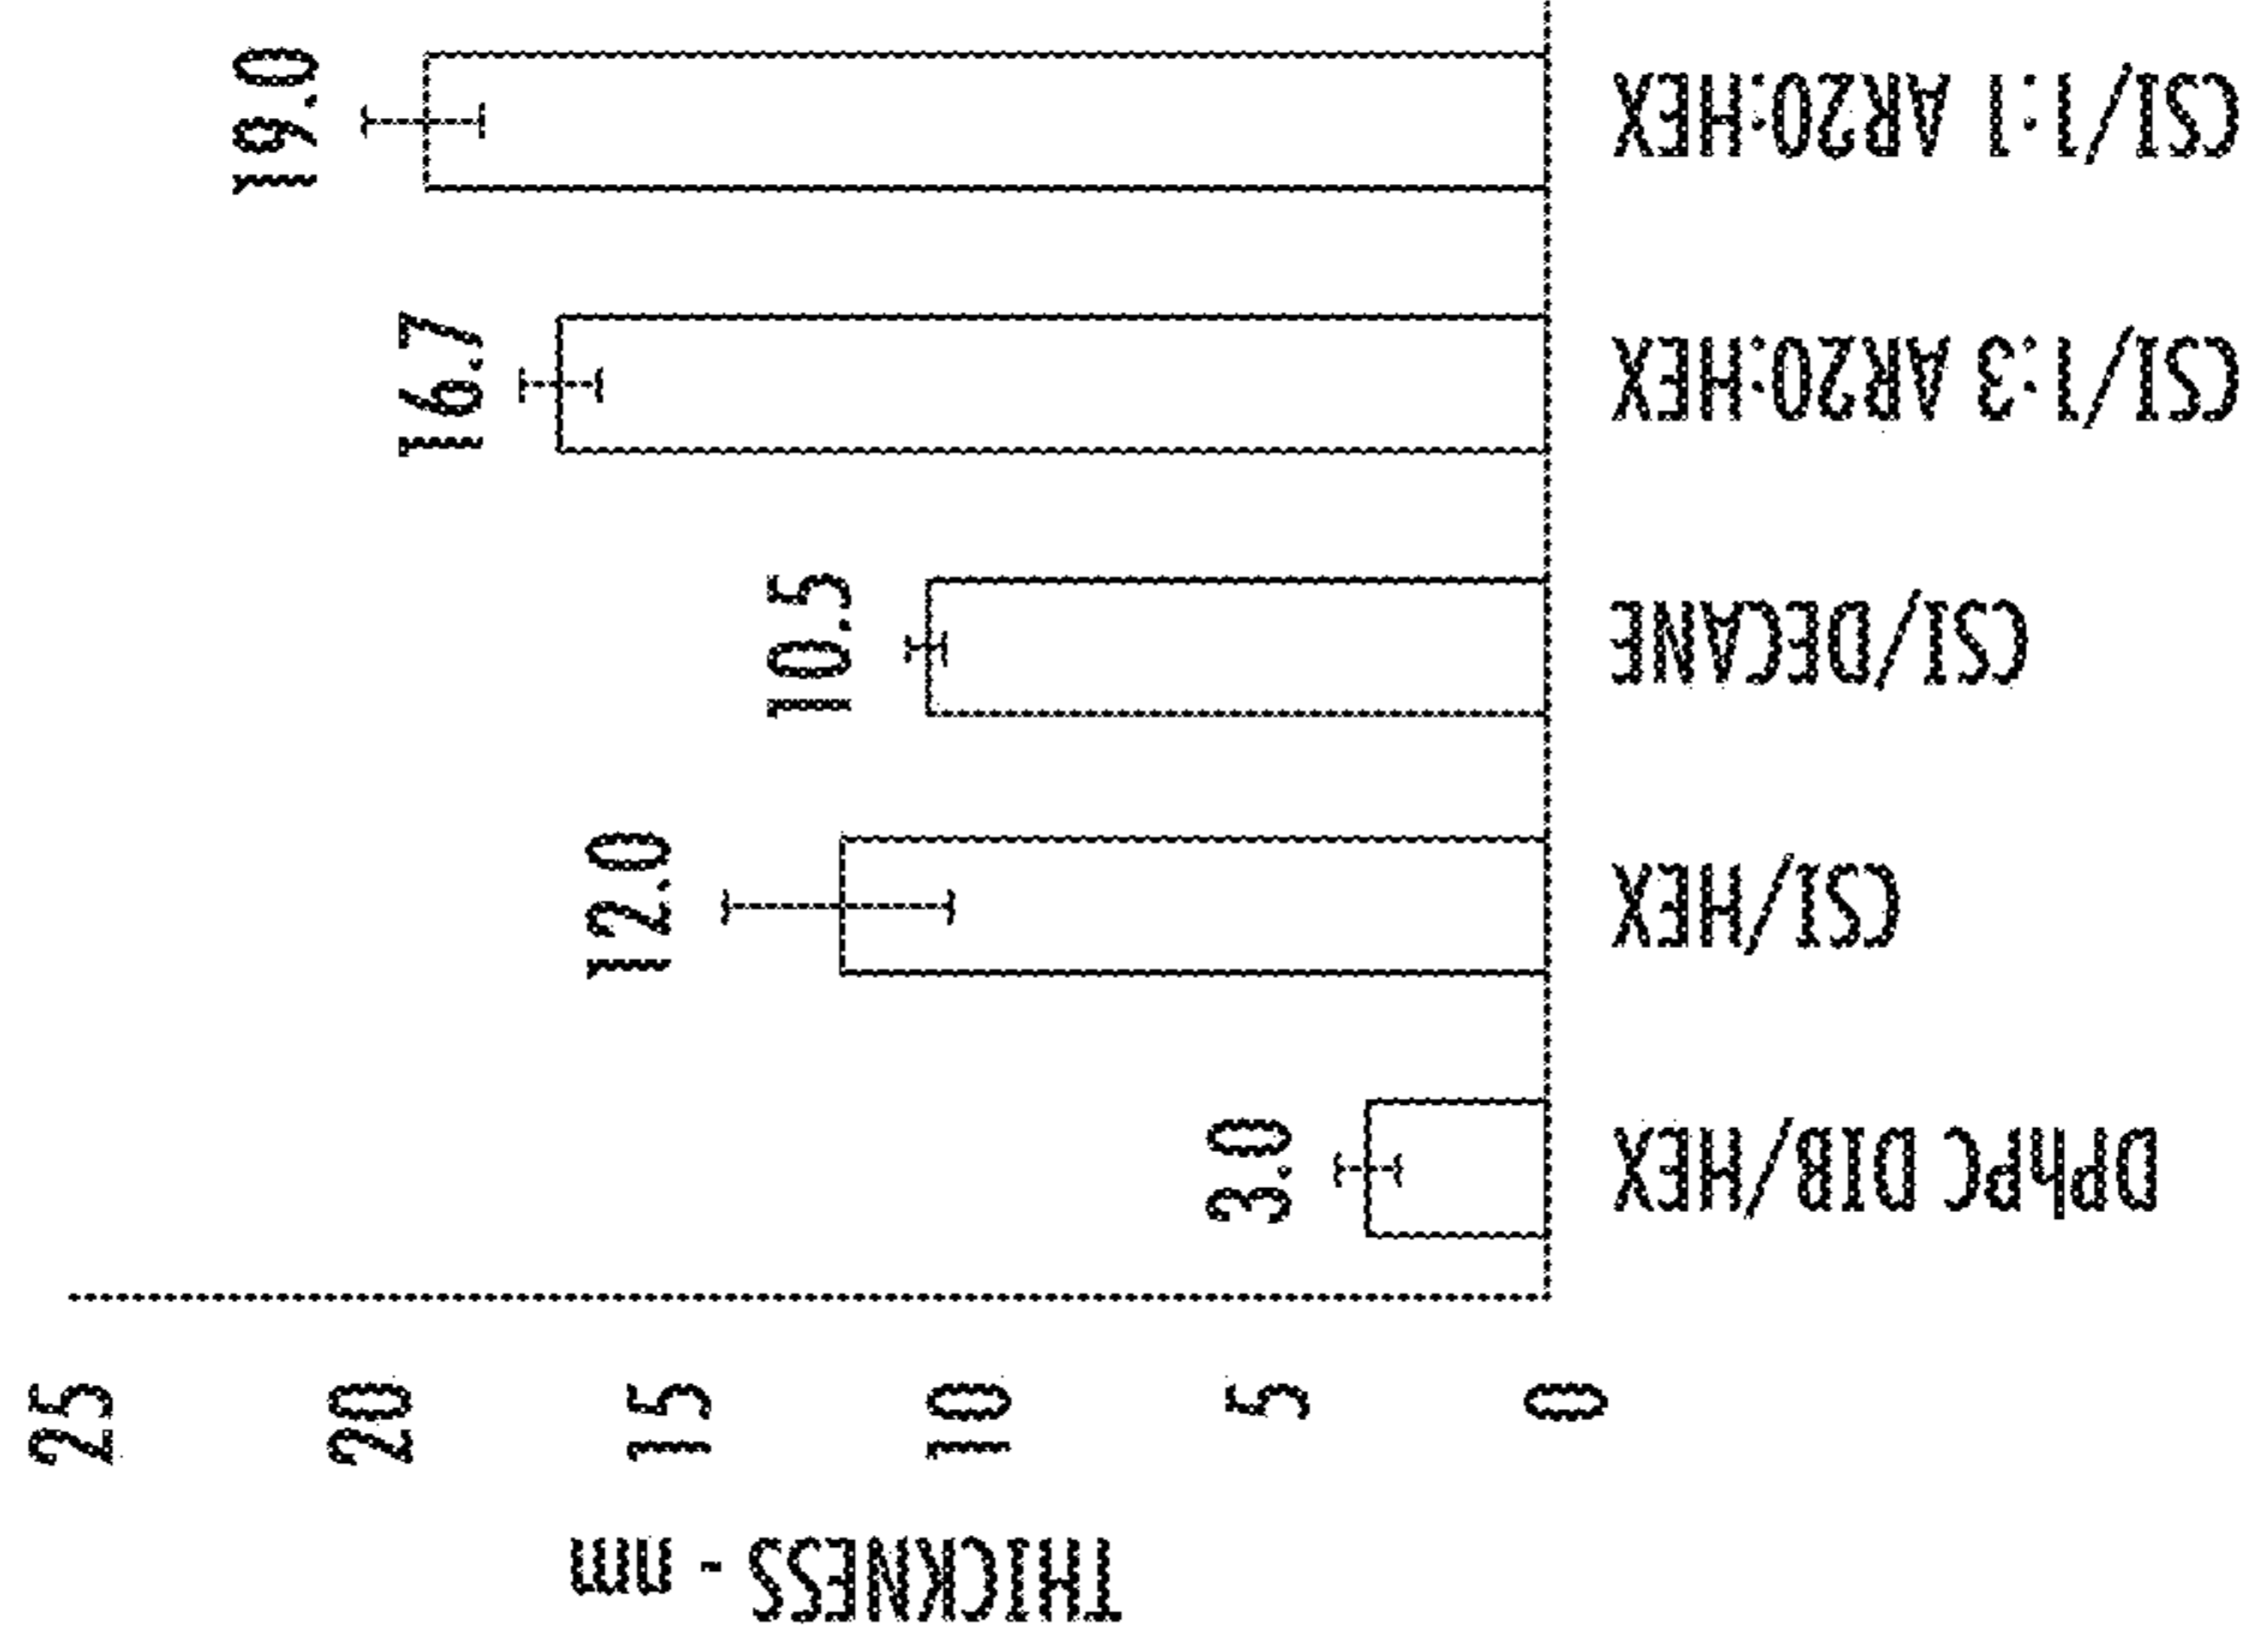 THICKNESS - nm
25
20
15
10
5
0
3.0
12.0
10.5
16.7
19.0
DPhPC DIB/HEX
CSI/HEX
CSI/DECANE
CSI/1:3 AR20:HEX
CSI/1:1 AR20:HEX